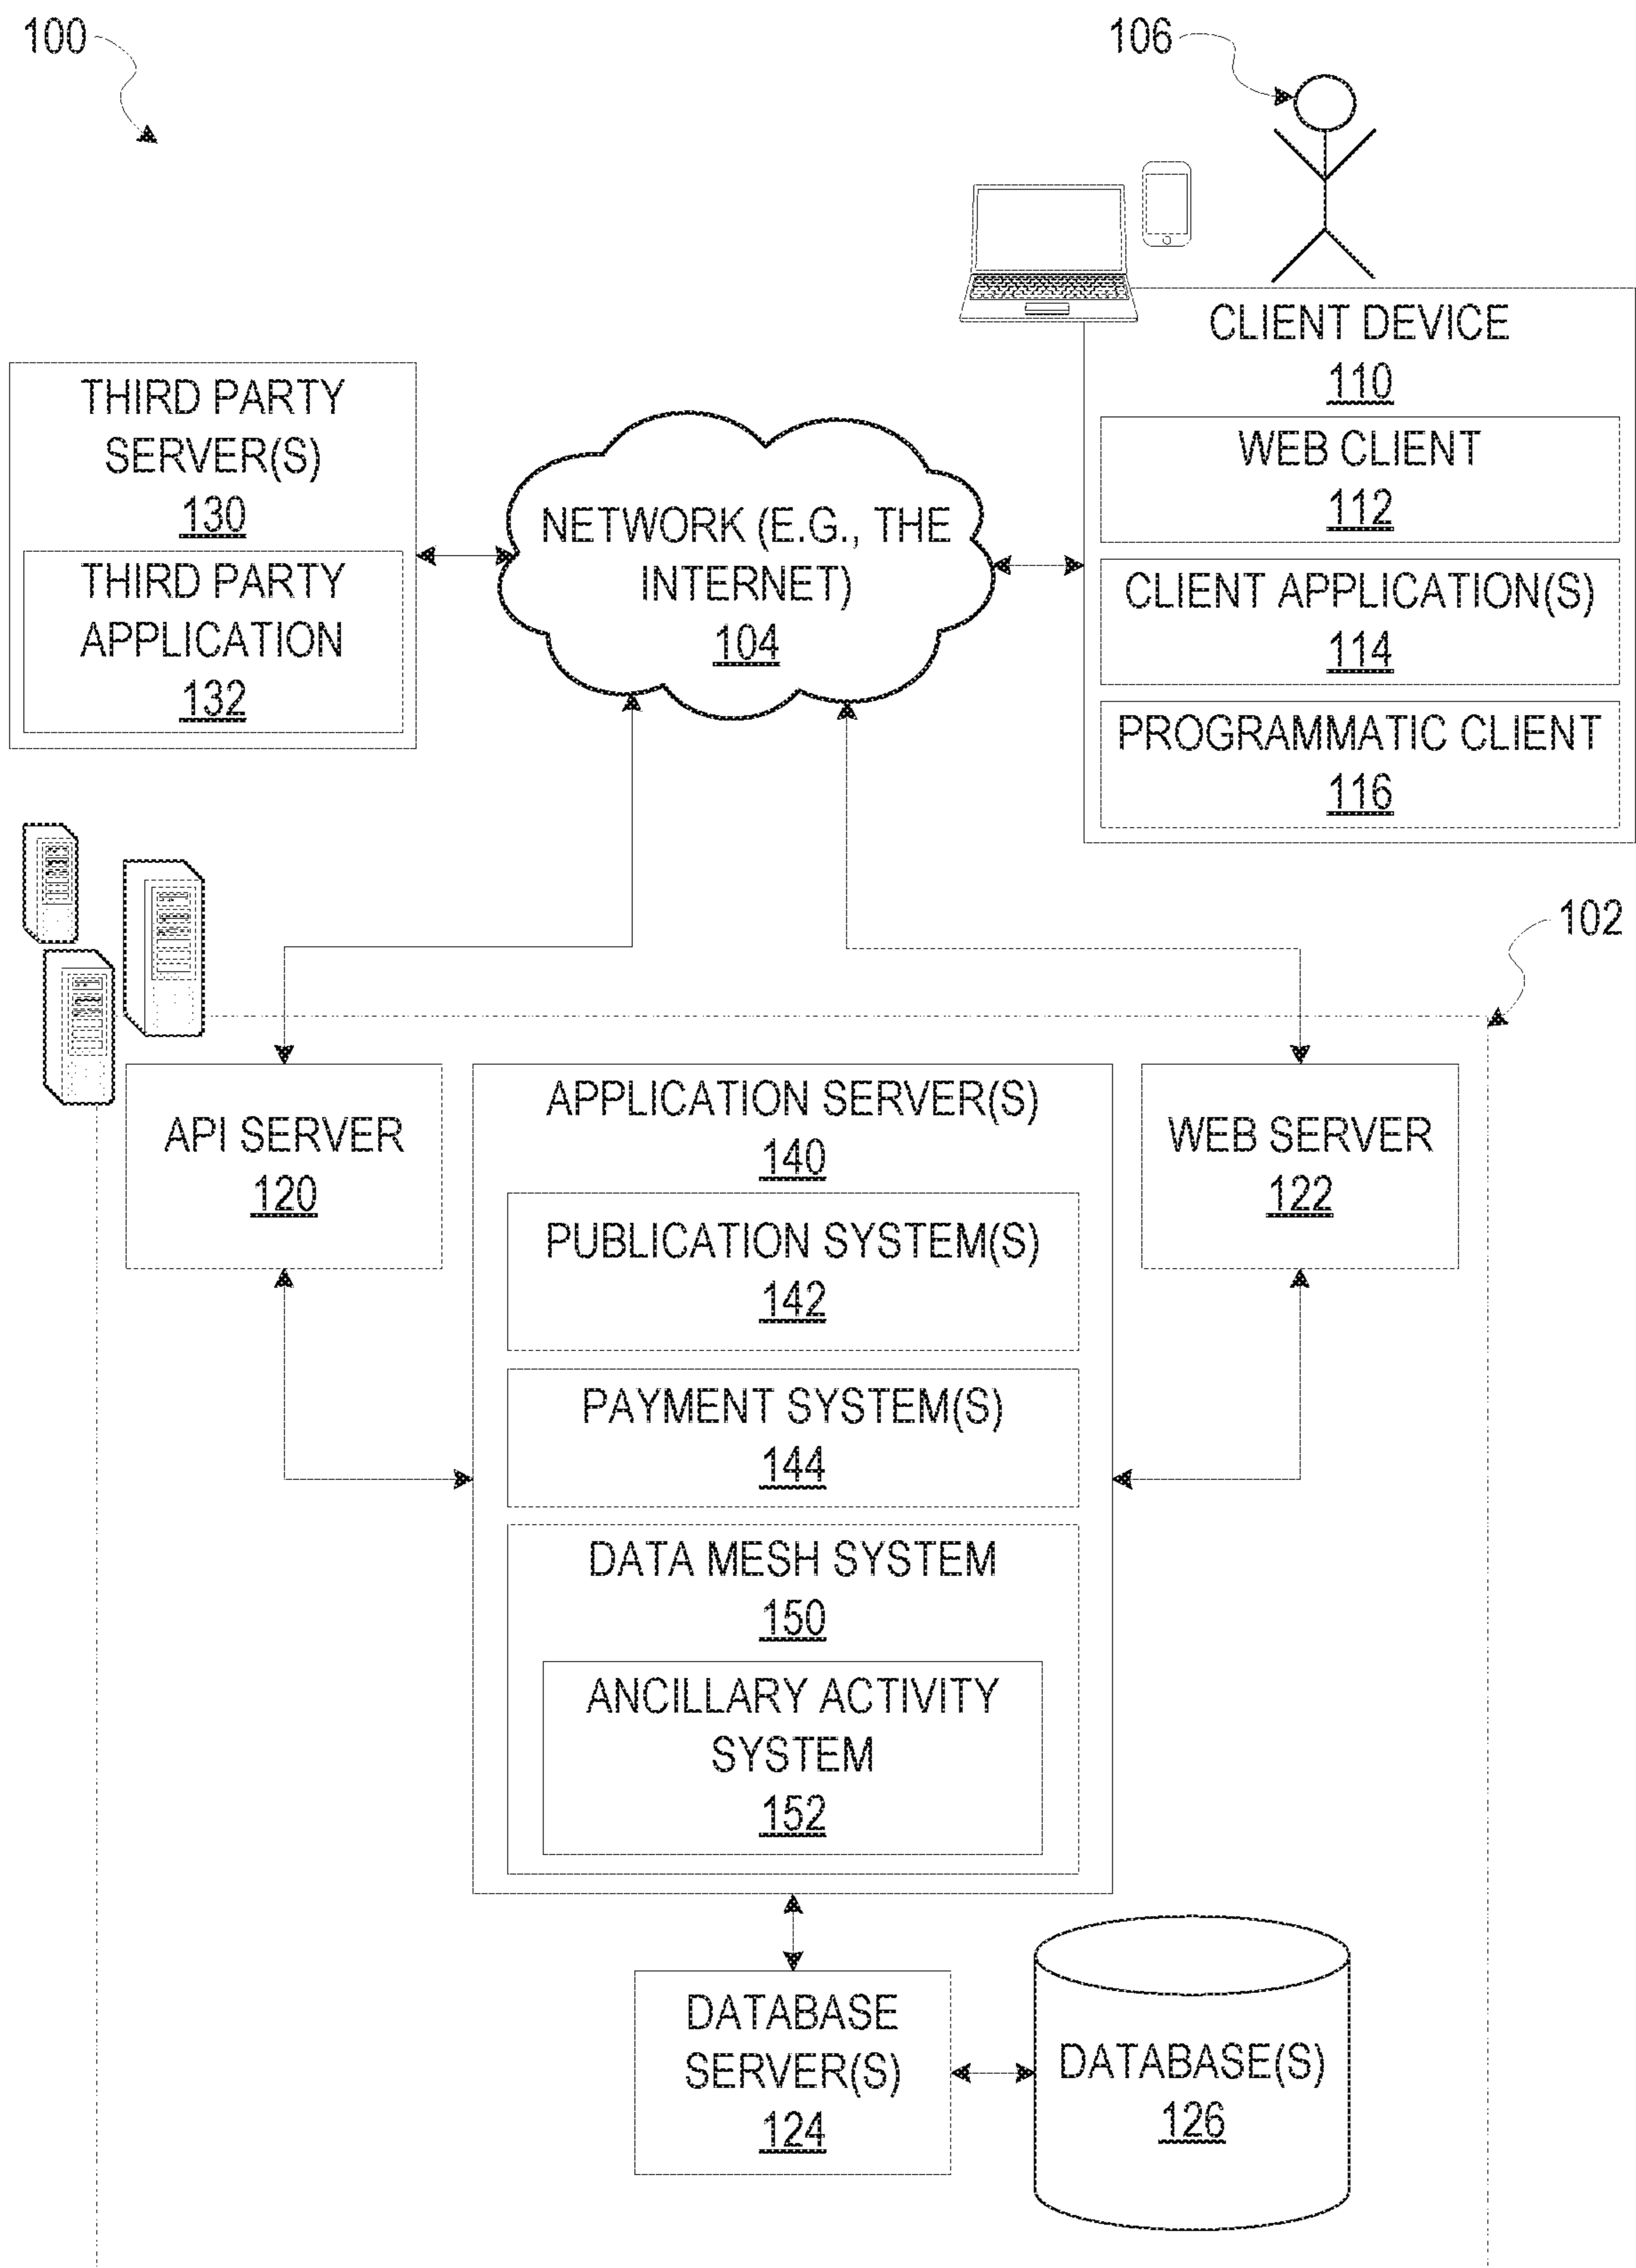 100
106
CLIENT DEVICE
110
WEB CLIENT
112
CLIENT APPLICATION(S)
114
PROGRAMMATIC CLIENT
116
THIRD PARTY
SERVER(S)
130
THIRD PARTY
APPLICATION
132
NETWORK (E.G., THE
INTERNET)
104
102
API SERVER
120
APPLICATION SERVER(S)
140
PUBLICATION SYSTEM(S)
142
PAYMENT SYSTEM(S)
144
DATA MESH SYSTEM
150
ANCILLARY ACTIVITY
SYSTEM
152
WEB SERVER
122
DATABASE
SERVER(S)
124
DATABASE(S)
126